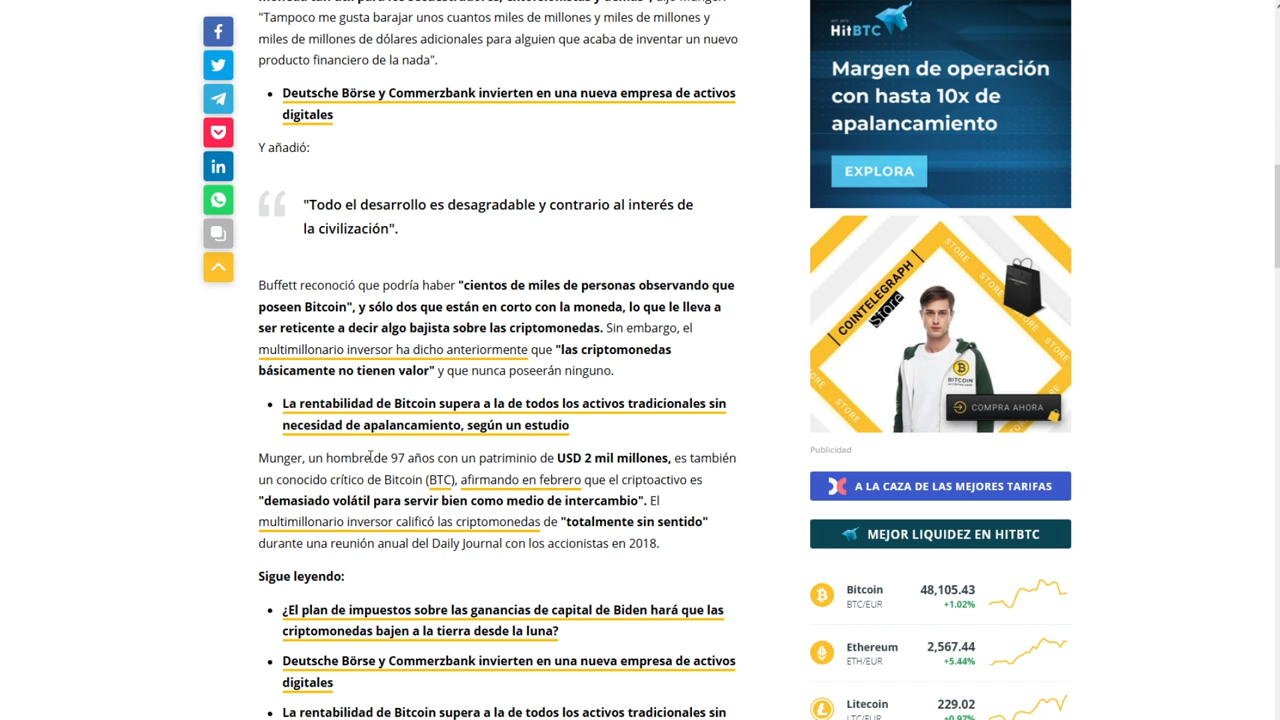 "Tampoco me gusta barajar unos cuantos miles de millones y miles de millones y
miles de millones de dólares adicionales para alguien que acaba de inventar un nuevo
producto financiero de la nada".
Deutsche Börse y Commerzbank invierten en una nueva empresa de activos
digitales
Y añadió:
"Todo el desarrollo es desagradable y contrario al interés de
la civilización".
Buffett reconoció que podría haber "cientos de miles de personas observando que
poseen Bitcoin", y sólo dos que están en corto con la moneda, lo que le lleva a
ser reticente a decir algo bajista sobre las criptomonedas. Sin embargo, el
multimillonario inversor ha dicho anteriormente que "las criptomonedas
básicamente no tienen valor" y que nunca poseerán ninguno.
La rentabilidad de Bitcoin supera a la de todos los activos tradicionales sin
necesidad de apalancamiento, según un estudio
Munger, un hombre de 97 años con un patriminio de USD 2 mil millones, es también
un conocido crítico de Bitcoin (BTC), afirmando en febrero que el criptoactivo es
"demasiado volátil para servir bien como medio de intercambio". El
multimillonario inversor calificó las criptomonedas de "totalmente sin sentido"
durante una reunión anual del Daily Journal con los accionistas en 2018.
Sigue leyendo:
¿El plan de impuestos sobre las ganancias de capital de Biden hará que las
criptomonedas bajen a la tierra desde la luna?
Deutsche Börse y Commerzbank invierten en una nueva empresa de activos
digitales
La rentabilidad de Bitcoin supera a la de todos los activos tradicionales sin
HitBTC
Margen de operación
con hasta 10x de
apalancamiento
EXPLORA
STORE
STORE
COINTELEGRAPH
Store
BITCOIN
COMPRA AHORA
STORE
STORE
Publicidad
A LA CAZA DE LAS MEJORES TARIFAS
MEJOR LIQUIDEZ EN HITBTC
Bitcoin 48,105.43
BTC/EUR +1.02%
Ethereum 2,567.44
ETH/EUR +5.44%
Litecoin 229.02
LTC/EUR +0.97%